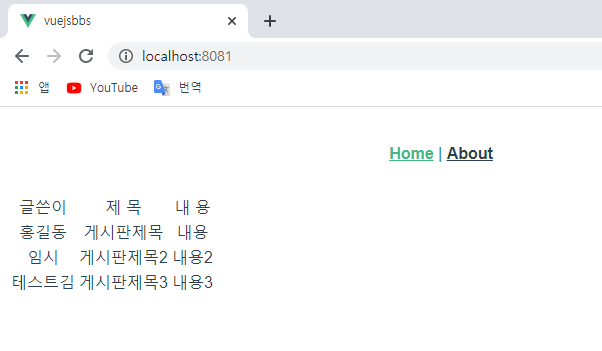 vuejsbbs
localhost:8081
앱 YouTube 번역
Home | About
글쓴이 제 목 내 용
홍길동 게시판제목 내용
임시 게시판제목2 내용2
테스트김 게시판제목3 내용3